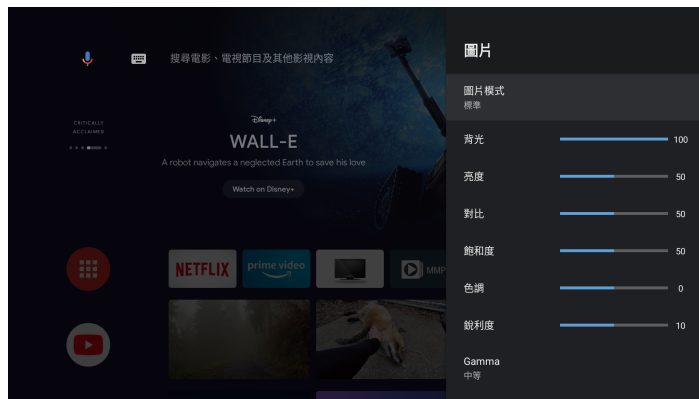 搜尋電影、電視節目及其他影視內容
CRITICALLY
ACCLAIMED
Disney+
WALL-E
A robot navigates a neglected Earth to save his love
Watch on Disney+
NETFLIX
prime video
MMP
圖片
圖片模式
標準
背光 100
亮度 50
對比 50
飽和度 50
色調 0
銳利度 10
Gamma
中等